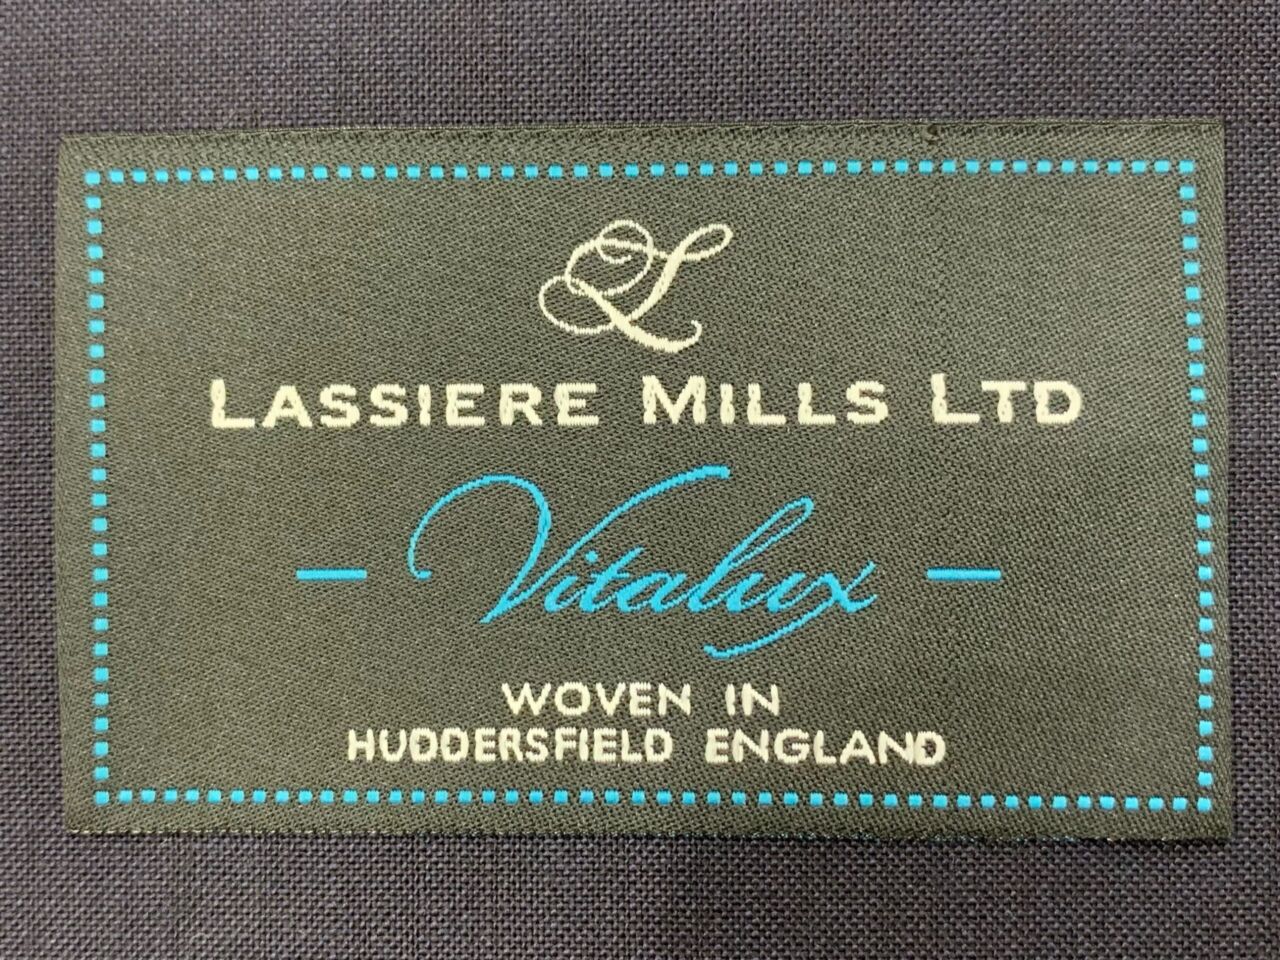 L
LASSIERE MILLS LTD
- Vitalux -
WOVEN IN
HUDDERSFIELD ENGLAND